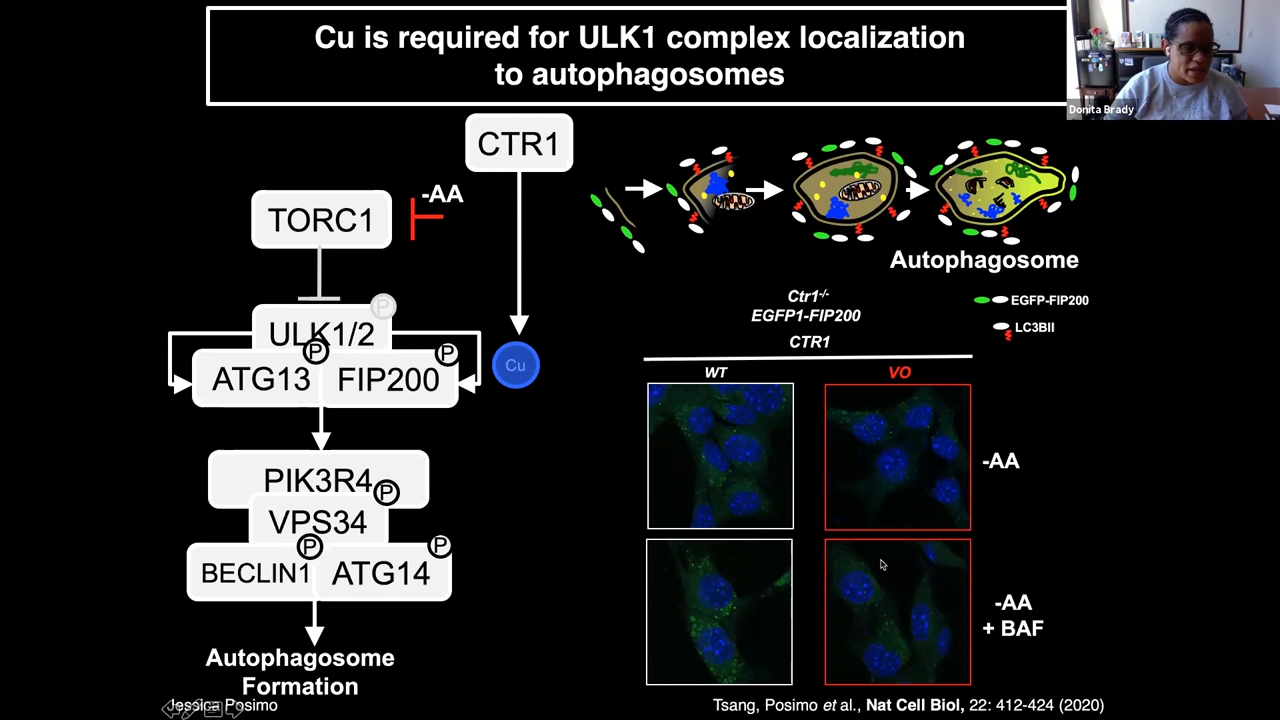 Cu is required for ULK1 complex localization
to autophagosomes
Donita Brady
CTR1
-AA
TORC1
P
ULK1/2
P
P
ATG13
FIP200
Cu
PIK3R4
P
VPS34
P
P
BECLIN1
ATG14
Autophagosome
Formation
Jessica Posimo
Autophagosome
EGFP-FIP200
LC3BII
Ctr1-/-
EGFP1-FIP200
CTR1
WT
VO
-AA
-AA
+ BAF
Tsang, Posimo et al., Nat Cell Biol, 22: 412-424 (2020)